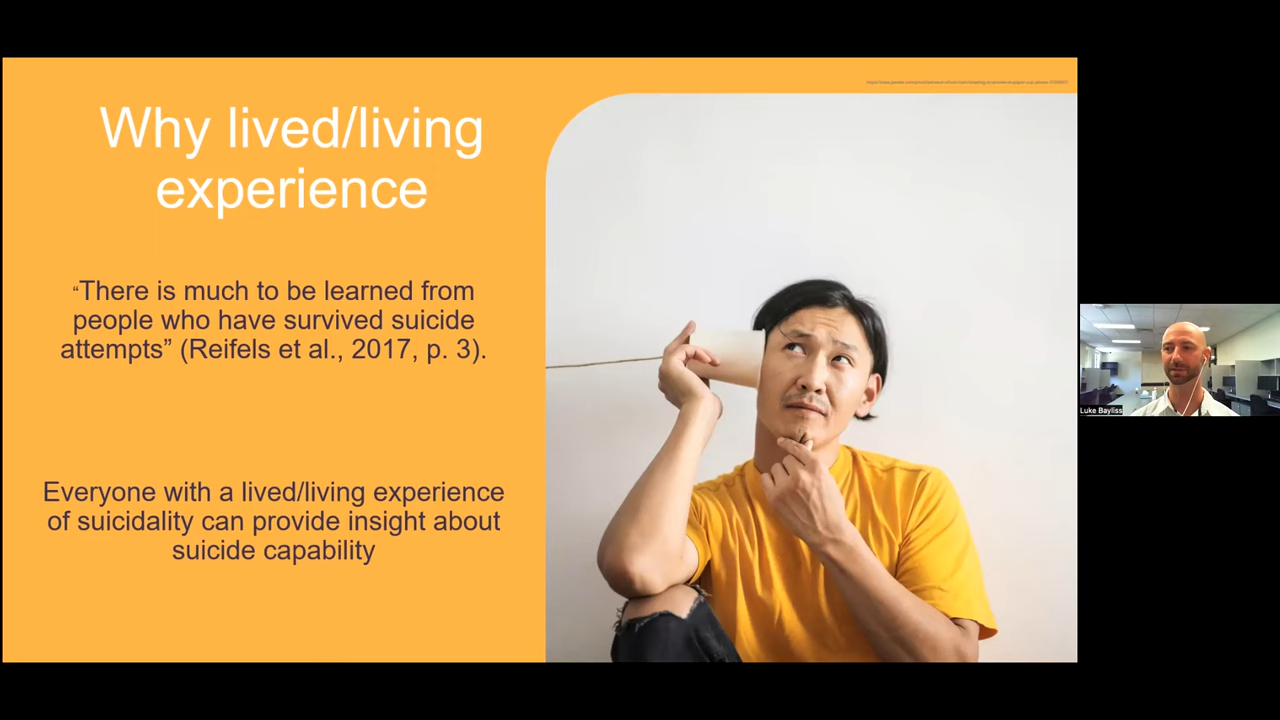 Why lived/living
experience
“There is much to be learned from
people who have survived suicide
attempts” (Reifels et al., 2017, p. 3).
Everyone with a lived/living experience
of suicidality can provide insight about
suicide capability
Luke Bayliss